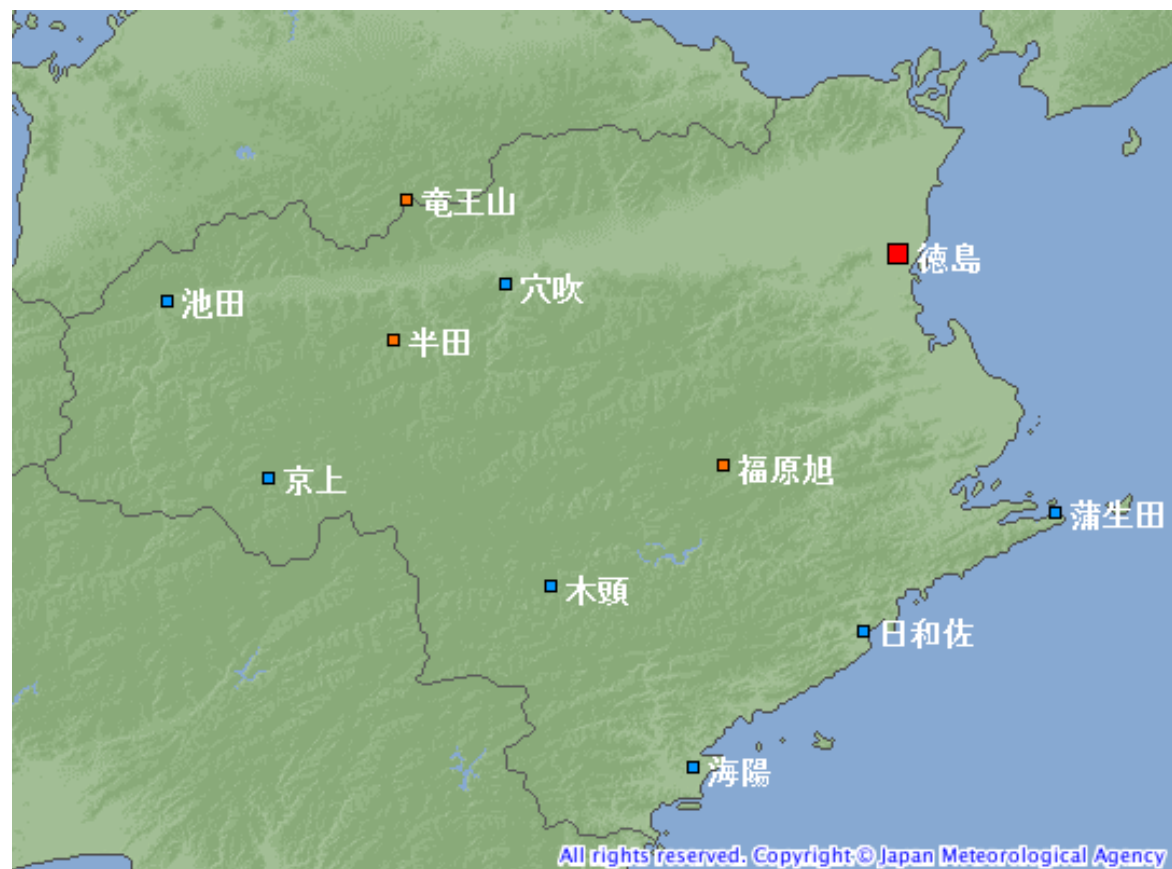 竜王山
徳島
穴吹
池田
半田
福原旭
京上
蒲生田
木頭
日和佐
海陽
All rights reserved. Copyright © Japan Meteorological Agency